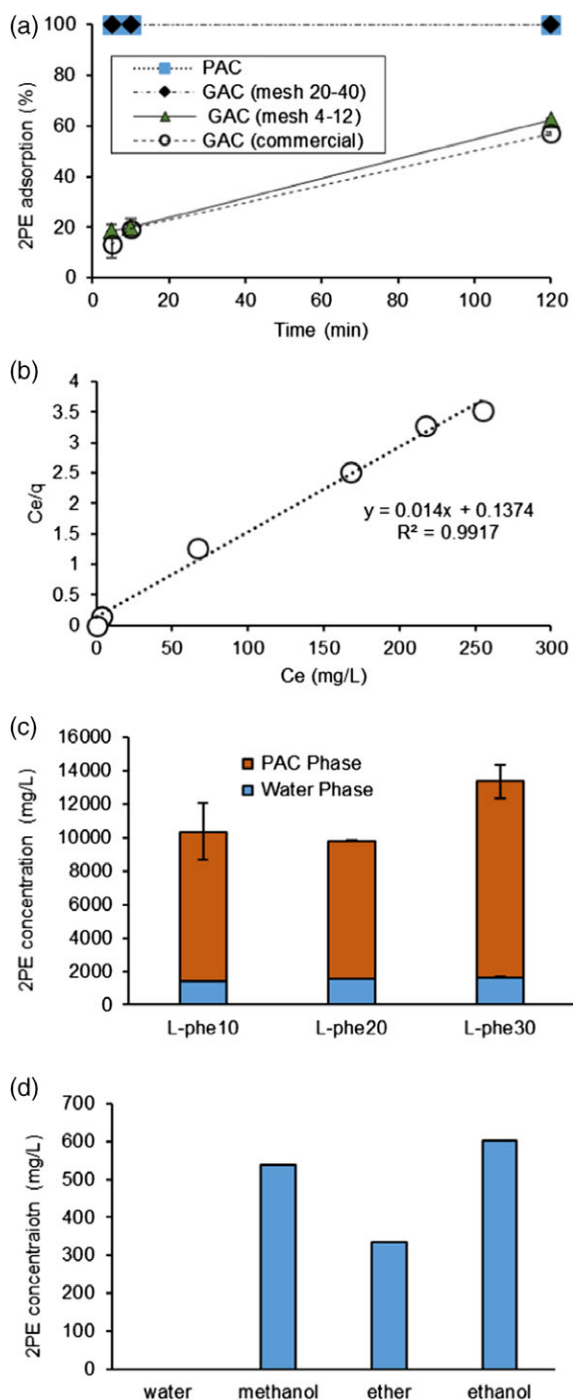 (a)
100
80
60
40
20
0
2PE adsorption (%)
PAC
GAC (mesh 20-40)
GAC (mesh 4-12)
GAC (commercial)
0 20 40 60 80 100 120
Time (min)
(b)
4
3.5
3
2.5
2
1.5
1
0.5
0
Ce/q
y = 0.014x + 0.1374
R² = 0.9917
0 50 100 150 200 250 300
Ce (mg/L)
(c)
16000
14000
12000
10000
8000
6000
4000
2000
0
2PE concentration (mg/L)
PAC Phase
Water Phase
L-phe10 L-phe20 L-phe30
(d)
700
600
500
400
300
200
100
0
2PE concentraiotn (mg/L)
water methanol ether ethanol